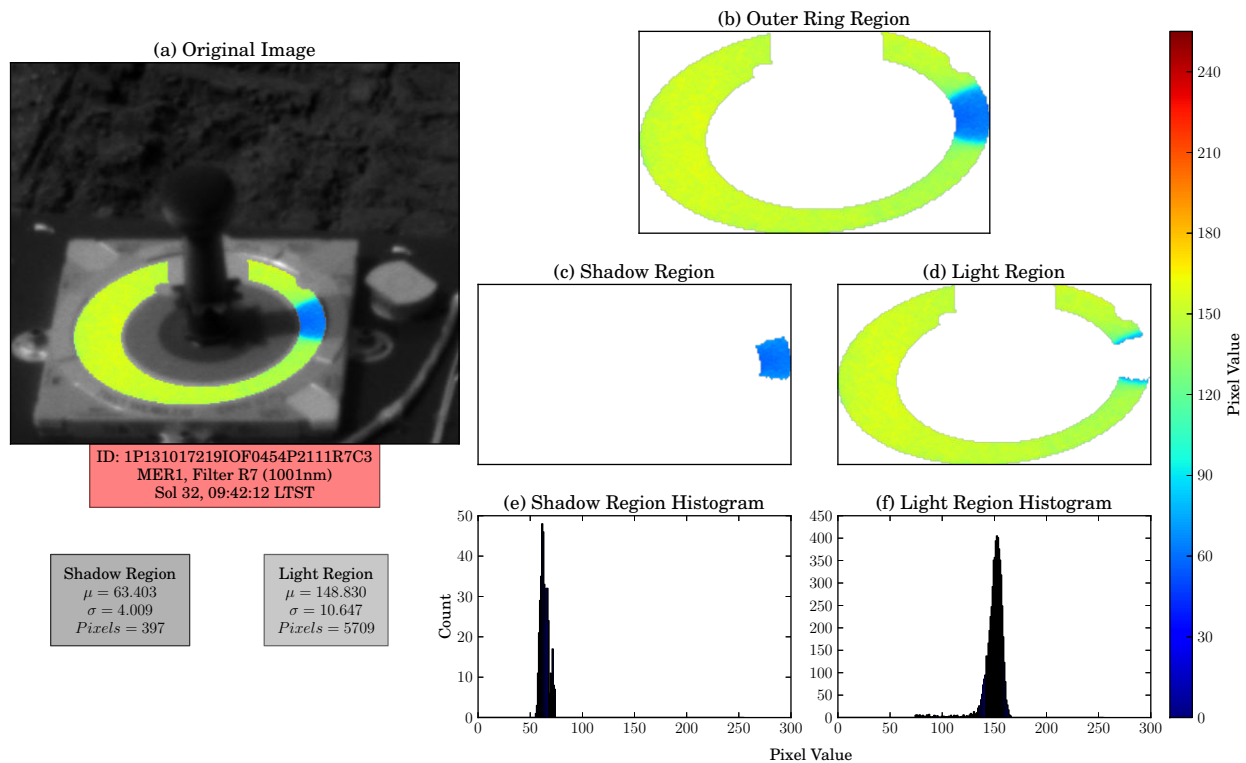 (a) Original Image
ID: 1P131017219IOF0454P2111R7C3
MER1, Filter R7 (1001nm)
Sol 32, 09:42:12 LTST
Shadow Region
μ = 63.403
σ = 4.009
Pixels = 397
Light Region
μ = 148.830
σ = 10.647
Pixels = 5709
(b) Outer Ring Region
(c) Shadow Region
(d) Light Region
(e) Shadow Region Histogram
50
40
30
20
10
0
Count
0 50 100 150 200 250 300
(f) Light Region Histogram
450
400
350
300
250
200
150
100
50
0
0 50 100 150 200 250 300
Pixel Value
240
210
180
150
120
90
60
30
0
Pixel Value